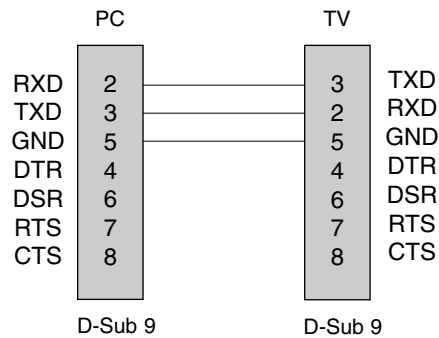 PC TV
RXD 2 3 TXD
TXD 3 2 RXD
GND 5 5 GND
DTR 4 4 DTR
DSR 6 6 DSR
RTS 7 7 RTS
CTS 8 8 CTS
D-Sub 9 D-Sub 9